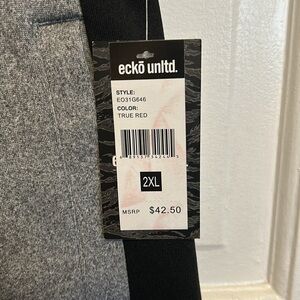 eckō unltd.
STYLE:
EO31G646
COLOR:
TRUE RED
2XL
MSRP $42.50